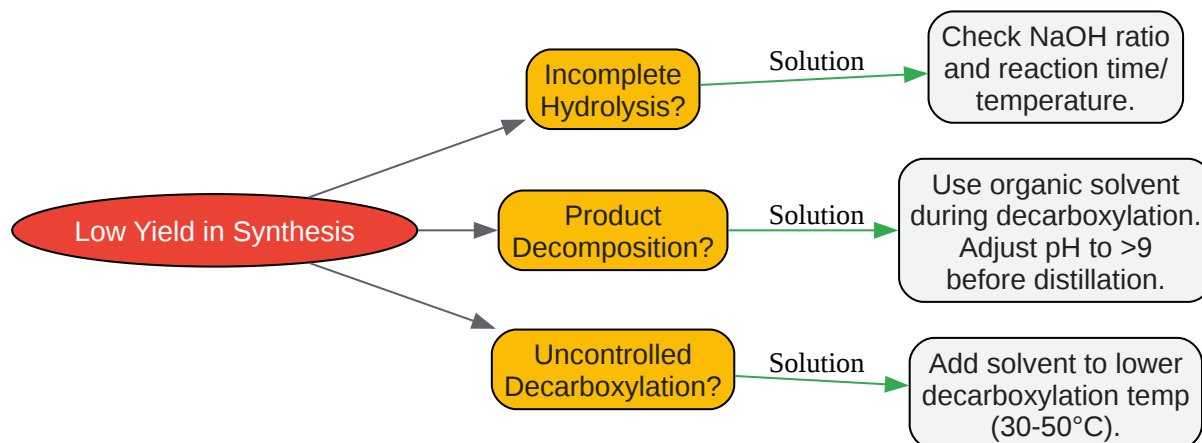 Low Yield in Synthesis
Incomplete
Hydrolysis?
Solution
Check NaOH ratio
and reaction time/
temperature.
Product
Decomposition?
Solution
Use organic solvent
during decarboxylation.
Adjust pH to >9
before distillation.
Uncontrolled
Decarboxylation?
Solution
Add solvent to lower
decarboxylation temp
(30-50°C).